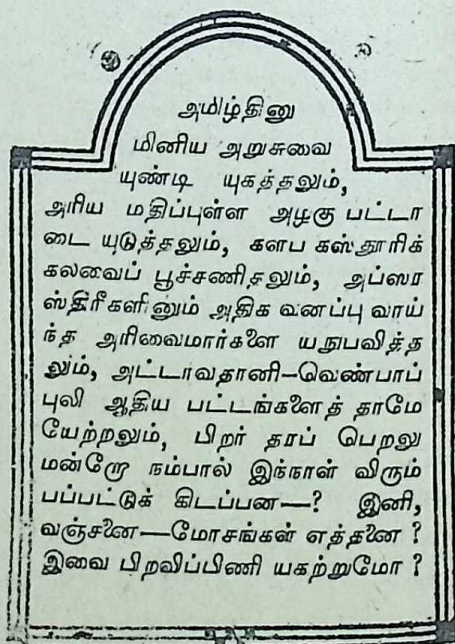 அமிழ்தினு
மினிய அறுசுவை
யுண்டி யுகத்தலும்,
அரிய மதிப்புள்ள அழகு பட்டா
டை யுடுத்தலும், களப கஸ்தூரிக்
கலவைப் பூச்சணிதலும், அப்ஸர
ஸ்திரீகளினும் அதிக வனப்பு வாய்
ந்த அரிவைமார்களை யநுபவித்த
லும், அட்டாவதானி—வெண்பாப்
புலி ஆதிய பட்டங்களைத் தாமே
யேற்றலும், பிறர் தரப் பெறலு
மன்றோ நம்பால் இந்நாள் விரும்
பப்பட்டுக் கிடப்பன—? இனி,
வஞ்சனை—மோசங்கள் எத்தனை ?
இவை பிறவிப்பிணி யகற்றுமோ ?